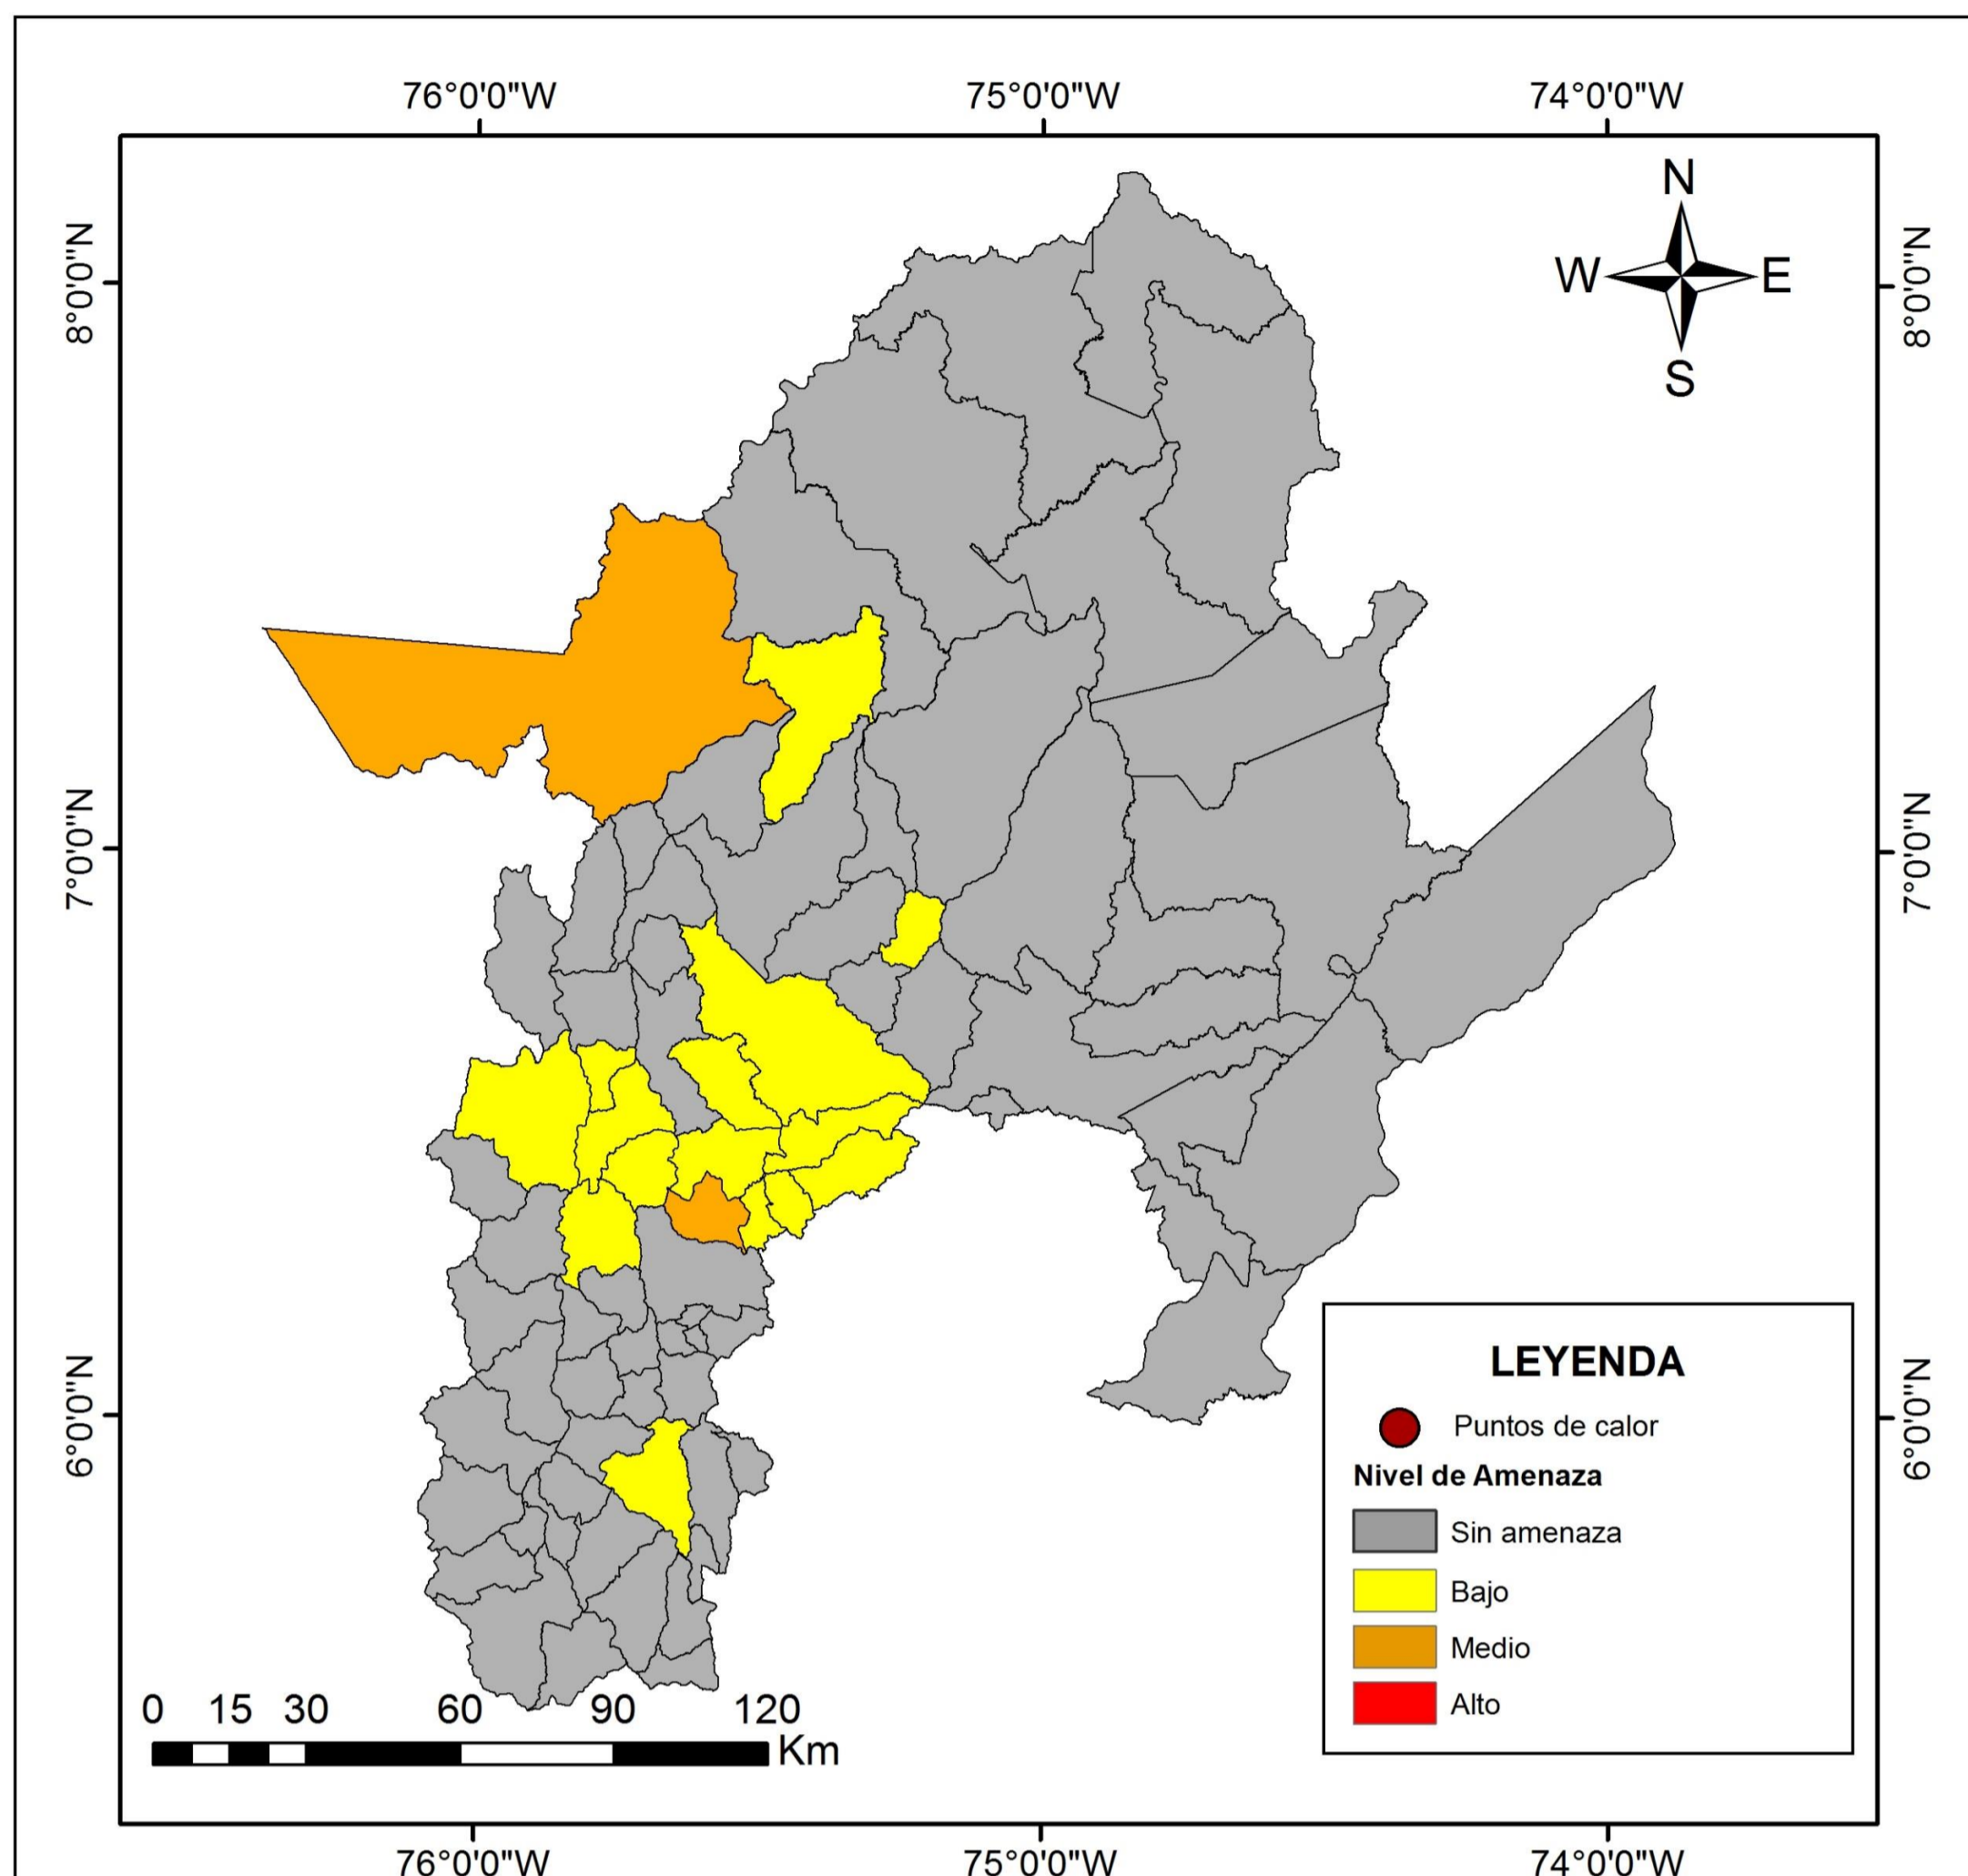 76°0'0"W 75°0'0"W 74°0'0"W
N
W E
S
8°0'0"N 8°0'0"N
7°0'0"N 7°0'0"N
6°0'0"N 6°0'0"N
LEYENDA
Puntos de calor
Nivel de Amenaza
Sin amenaza
Bajo
Medio
Alto
0 15 30 60 90 120
Km
76°0'0"W 75°0'0"W 74°0'0"W